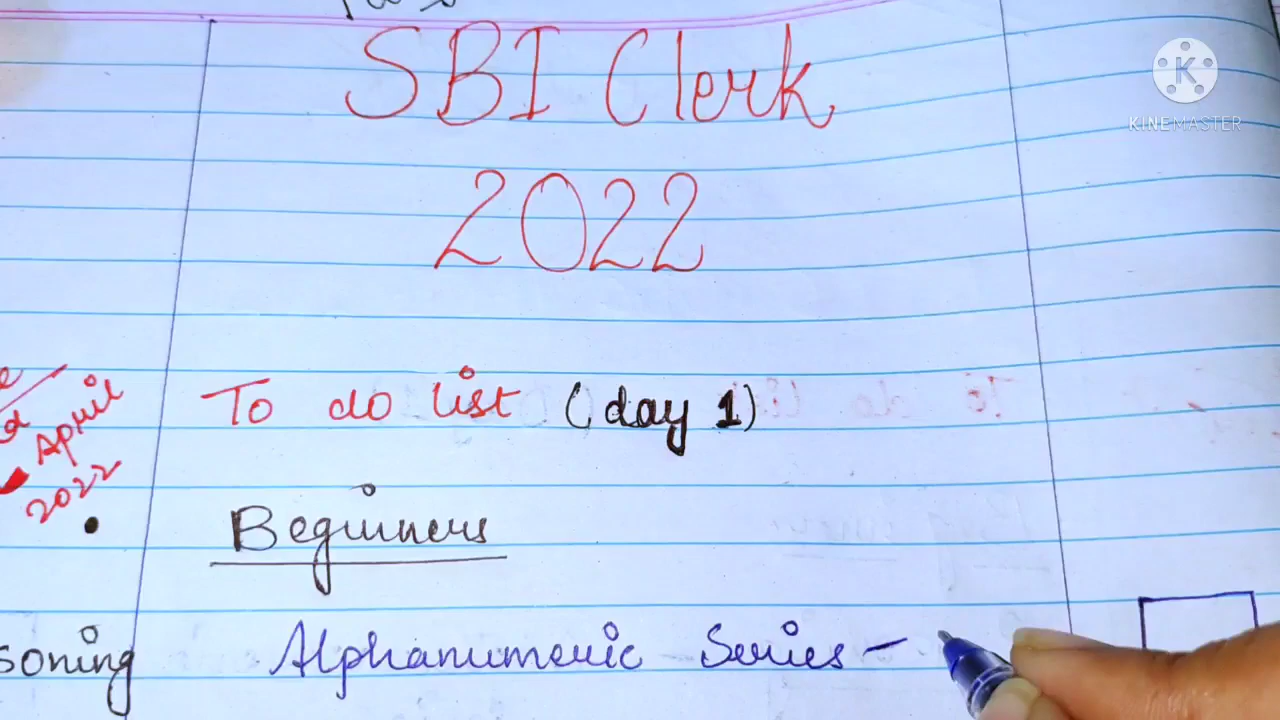 SBI Clerk
2022
KINEMASTER
To do list (day 1)
April
2022
Beginners
soning Alphanumeric Series –